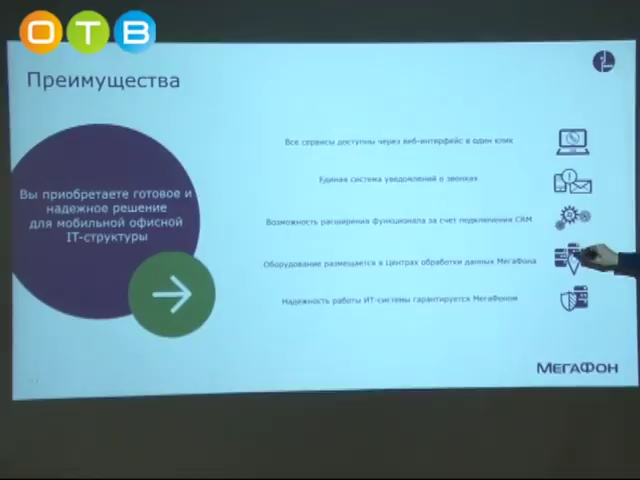 ОТВ
Преимущества
Все сервисы доступны через веб-интерфейс в один клик
Вы приобретаете готовое и
надежное решение
для мобильной офисной
IT-структуры
Единая система уведомлений о звонках
Возможность расширения функционала за счет подключения CRM
Оборудование размещается в Центрах обработки данных МегаФона
Надежность работы ИТ-системы гарантируется МегаФоном
МЕГАФОН